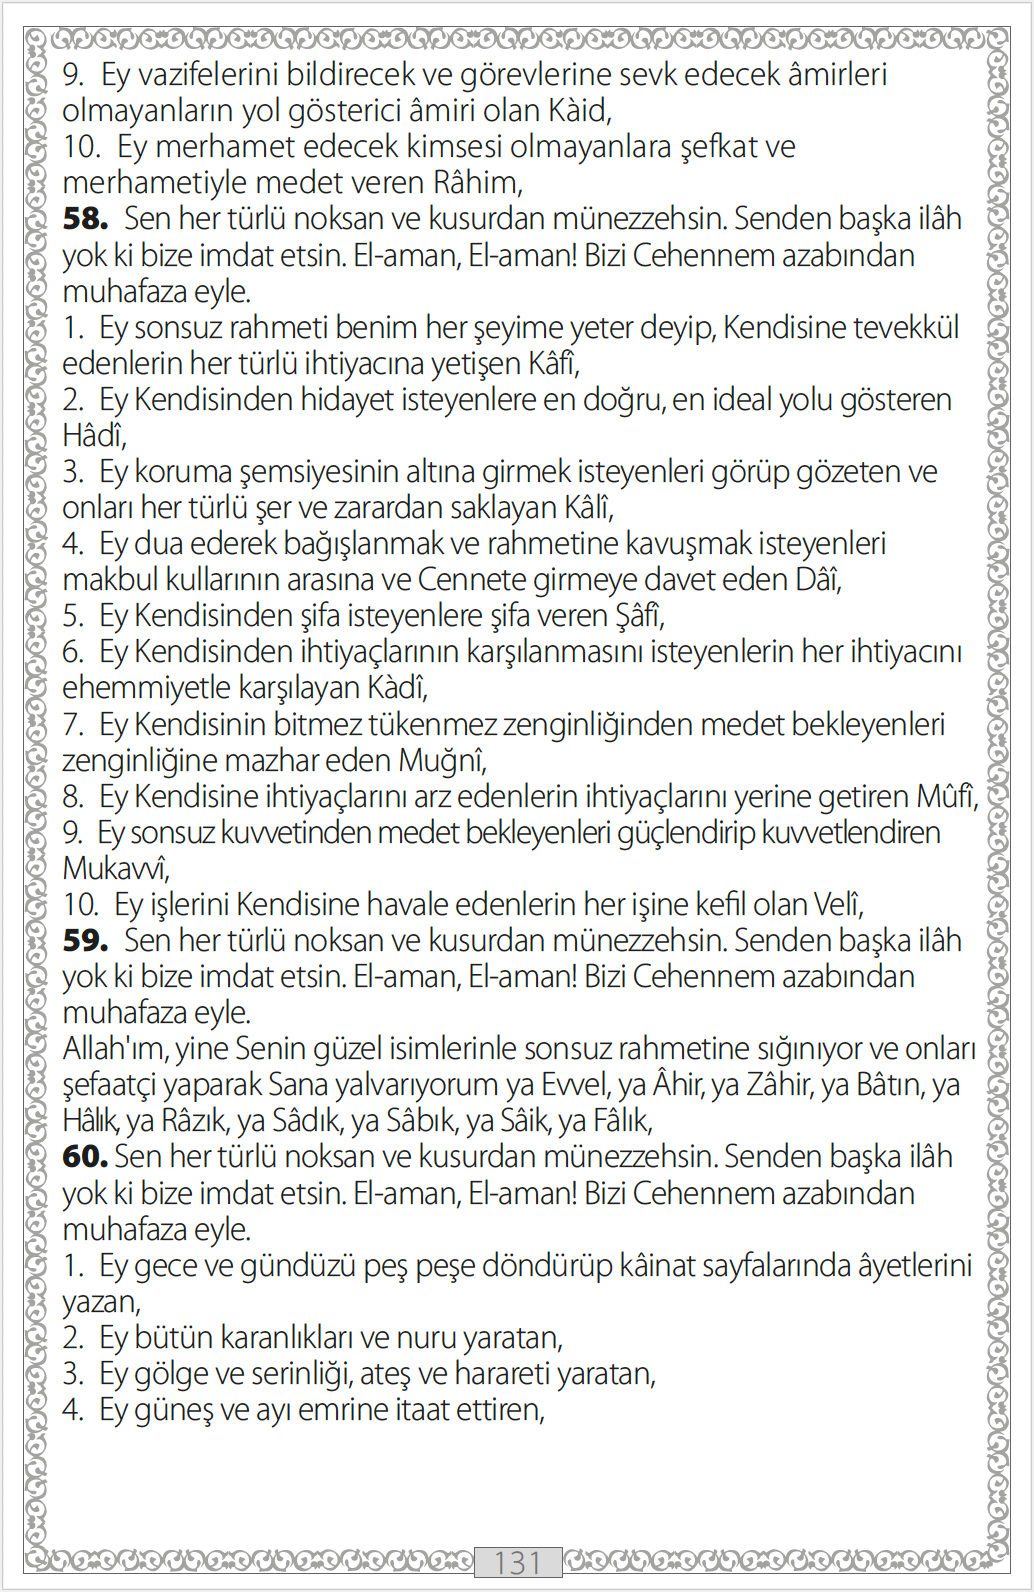 9. Ey vazifelerini bildirecek ve görevlerine sevk edecek âmirleri
olmayanların yol gösterici âmiri olan Kàid,
10. Ey merhamet edecek kimsesi olmayanlara şefkat ve
merhametiyle medet veren Râhim,
58. Sen her türlü noksan ve kusurdan münezzehsin. Senden başka ilâh
yok ki bize imdat etsin. El-aman, El-aman! Bizi Cehennem azabından
muhafaza eyle.
1. Ey sonsuz rahmeti benim her şeyime yeter deyip, Kendisine tevekkül
edenlerin her türlü ihtiyacına yetişen Kâfî,
2. Ey Kendisinden hidayet isteyenlere en doğru, en ideal yolu gösteren
Hâdî,
3. Ey koruma şemsiyesinin altına girmek isteyenleri görüp gözeten ve
onları her türlü şer ve zarardan saklayan Kâlî,
4. Ey dua ederek bağışlanmak ve rahmetine kavuşmak isteyenleri
makbul kullarının arasına ve Cennete girmeye davet eden Dâî,
5. Ey Kendisinden şifa isteyenlere şifa veren Şâfî,
6. Ey Kendisinden ihtiyaçlarının karşılanmasını isteyenlerin her ihtiyacını
ehemmiyetle karşılayan Kàdî,
7. Ey Kendisinin bitmez tükenmez zenginliğinden medet bekleyenleri
zenginliğine mazhar eden Muğnî,
8. Ey Kendisine ihtiyaçlarını arz edenlerin ihtiyaçlarını yerine getiren Mûfî,
9. Ey sonsuz kuvvetinden medet bekleyenleri güçlendirip kuvvetlendiren
Mukavvî,
10. Ey işlerini Kendisine havale edenlerin her işine kefil olan Velî,
59. Sen her türlü noksan ve kusurdan münezzehsin. Senden başka ilâh
yok ki bize imdat etsin. El-aman, El-aman! Bizi Cehennem azabından
muhafaza eyle.
Allah'ım, yine Senin güzel isimlerinle sonsuz rahmetine sığınıyor ve onları
şefaatçi yaparak Sana yalvarıyorum ya Evvel, ya Âhir, ya Zâhir, ya Bâtın, ya
Hâlık, ya Râzık, ya Sâdık, ya Sâbık, ya Sâik, ya Fâlık,
60. Sen her türlü noksan ve kusurdan münezzehsin. Senden başka ilâh
yok ki bize imdat etsin. El-aman, El-aman! Bizi Cehennem azabından
muhafaza eyle.
1. Ey gece ve gündüzü peş peşe döndürüp kâinat sayfalarında âyetlerini
yazan,
2. Ey bütün karanlıkları ve nuru yaratan,
3. Ey gölge ve serinliği, ateş ve harareti yaratan,
4. Ey güneş ve ayı emrine itaat ettiren,
131